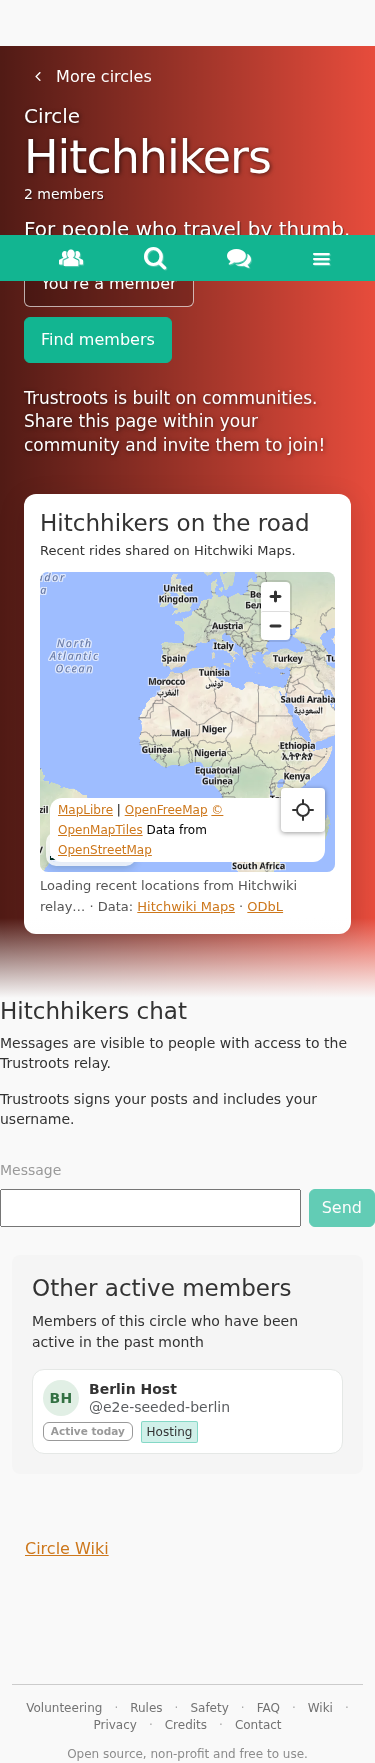 More circles
Circle
Hitchhikers
2 members
For people who travel by thumb.
You're a member
Find members
Trustroots is built on communities.
Share this page within your
community and invite them to join!
Hitchhikers on the road
Recent rides shared on Hitchwiki Maps.
United
Kingdom
Austria
Italy
North
Atlantic
Ocean
Spain
Turkey
Tunisia
تونس
Morocco
المغرب
Saudi Arabia
السعودية
Mali
Niger
Guinea
Nigeria
Ethiopia
ኢትዮጵያ
Equatorial
Guinea
Kenya
MapLibre | OpenFreeMap ©
OpenMapTiles Data from
OpenStreetMap
South Africa
Loading recent locations from Hitchwiki
relay… · Data: Hitchwiki Maps · ODbL
Hitchhikers chat
Messages are visible to people with access to the
Trustroots relay.
Trustroots signs your posts and includes your
username.
Message
Send
Other active members
Members of this circle who have been
active in the past month
BH
Berlin Host
@e2e-seeded-berlin
Active today
Hosting
Circle Wiki
Volunteering · Rules · Safety · FAQ · Wiki ·
Privacy · Credits · Contact
Open source, non-profit and free to use.